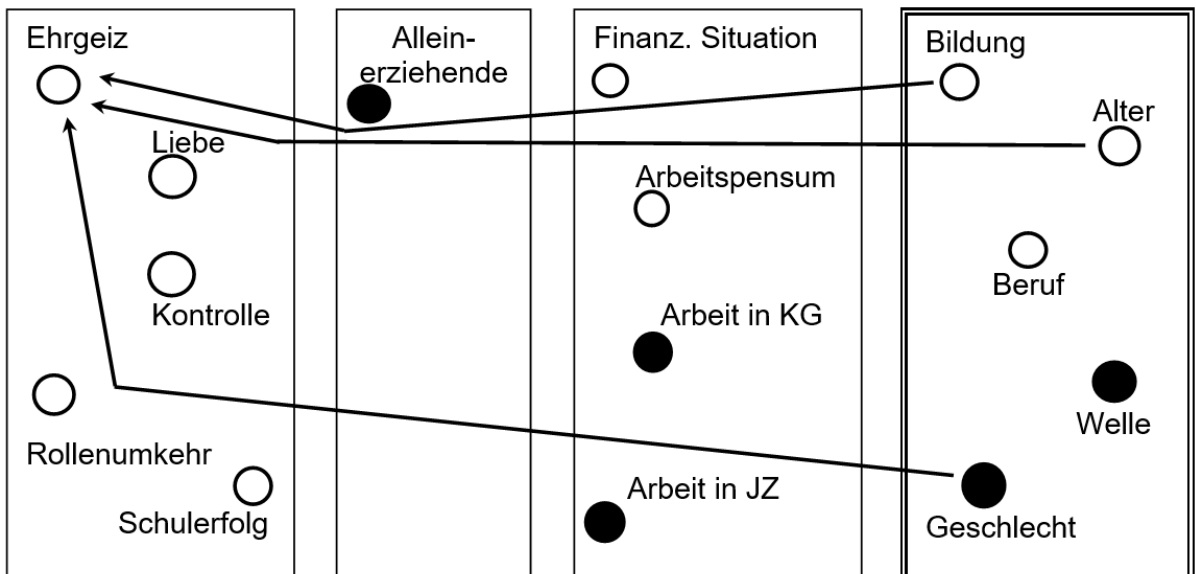 Ehrgeiz
Liebe
Kontrolle
Rollenumkehr
Schulerfolg
Allein-
erziehende
Finanz. Situation
Arbeitspensum
Arbeit in KG
Arbeit in JZ
Bildung
Alter
Beruf
Welle
Geschlecht